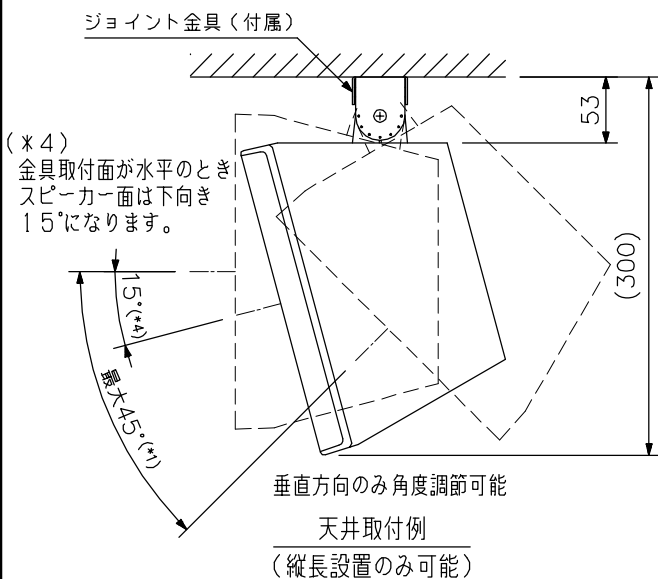 ジョイント金具(付属)
53
(*4)
金具取付面が水平のとき
スピーカー面は下向き
15°になります。
(300)
15°(*4)
最大45°(*1)
垂直方向のみ角度調節可能
天井取付例
(縦長設置のみ可能)